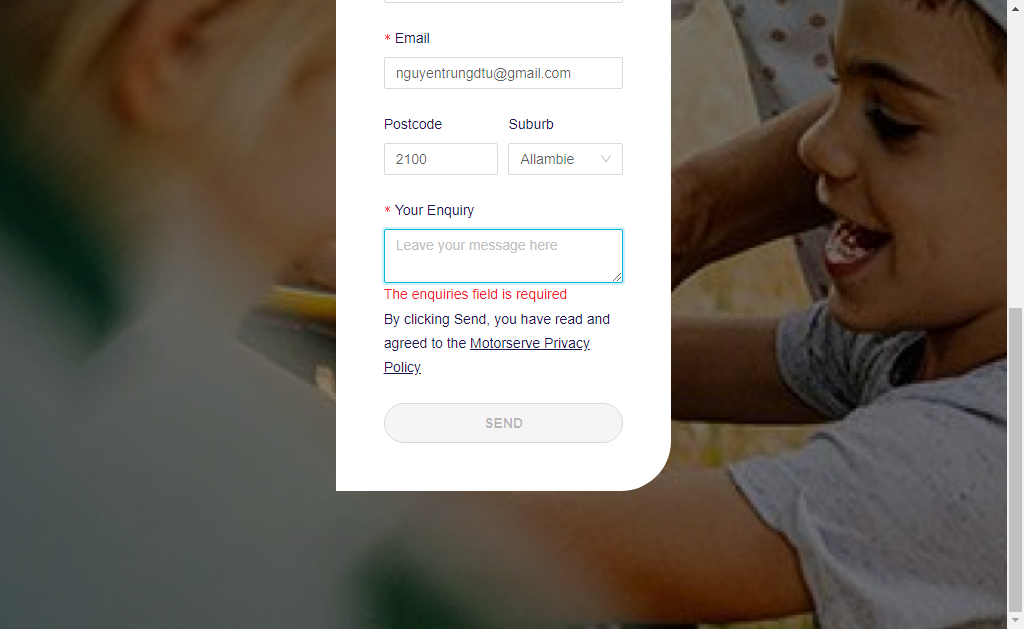 * Email
nguyentrungdtu@gmail.com
Postcode Suburb
2100 Allambie
* Your Enquiry
Leave your message here
The enquiries field is required
By clicking Send, you have read and
agreed to the Motorserve Privacy
Policy
SEND